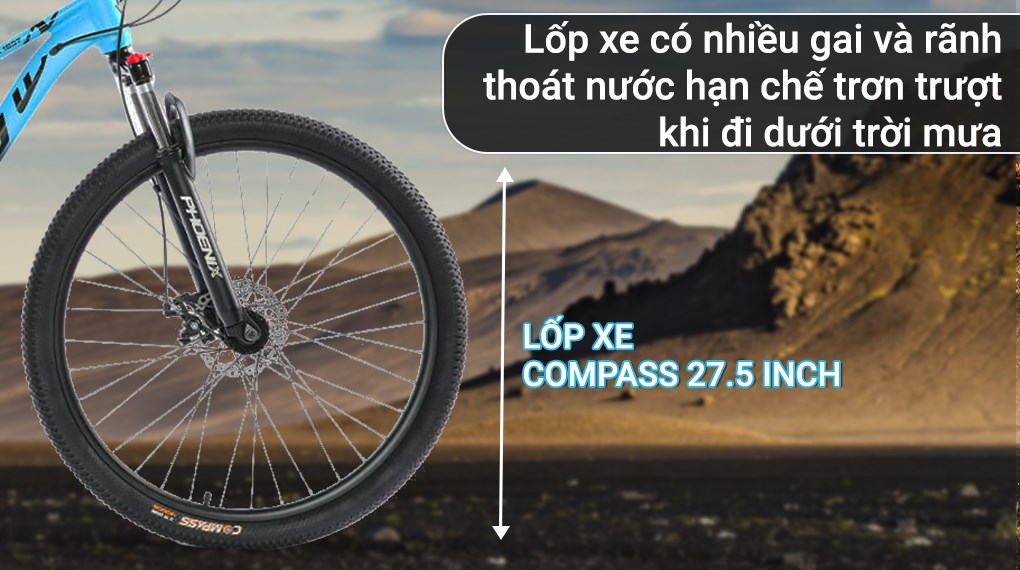 Lốp xe có nhiều gai và rãnh
thoát nước hạn chế trơn trượt
khi đi dưới trời mưa
PHOENIX
LỐP XE
COMPASS 27.5 INCH
COMPASS